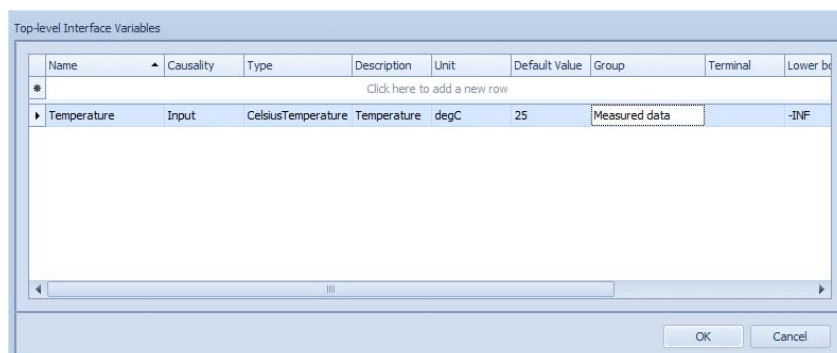 Top-level Interface Variables
Name Causality Type Description Unit Default Value Group Terminal Lower bo
Click here to add a new row
Temperature Input CelsiusTemperature Temperature degC 25 Measured data -INF
OK Cancel